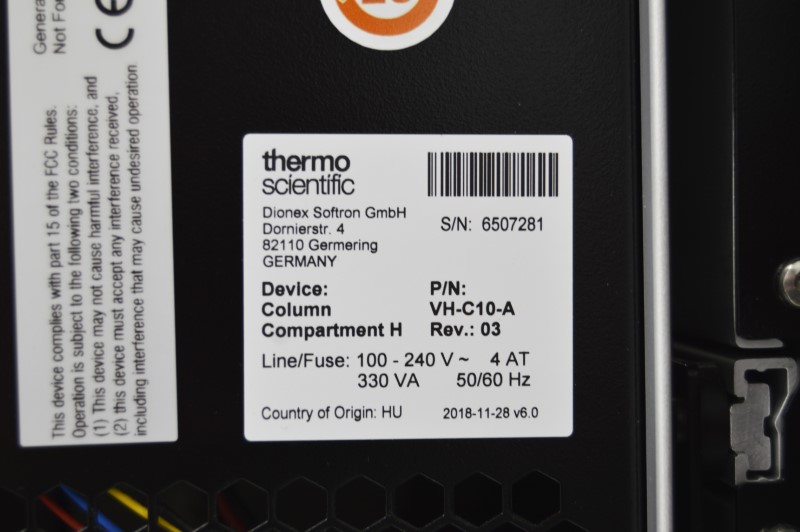 Genera
Not For
CE
This device complies with part 15 of the FCC Rules.
Operation is subject to the following two conditions:
(1) This device may not cause harmful interference, and
(2) this device must accept any interference received,
including interference that may cause undesired operation
thermo
scientific
Dionex Softron GmbH
Dornierstr. 4
82110 Germering
GERMANY
S/N: 6507281
Device: P/N:
Column VH-C10-A
Compartment H Rev.: 03
Line/Fuse: 100 - 240 V ~ 4 AT
330 VA 50/60 Hz
Country of Origin: HU 2018-11-28 v6.0